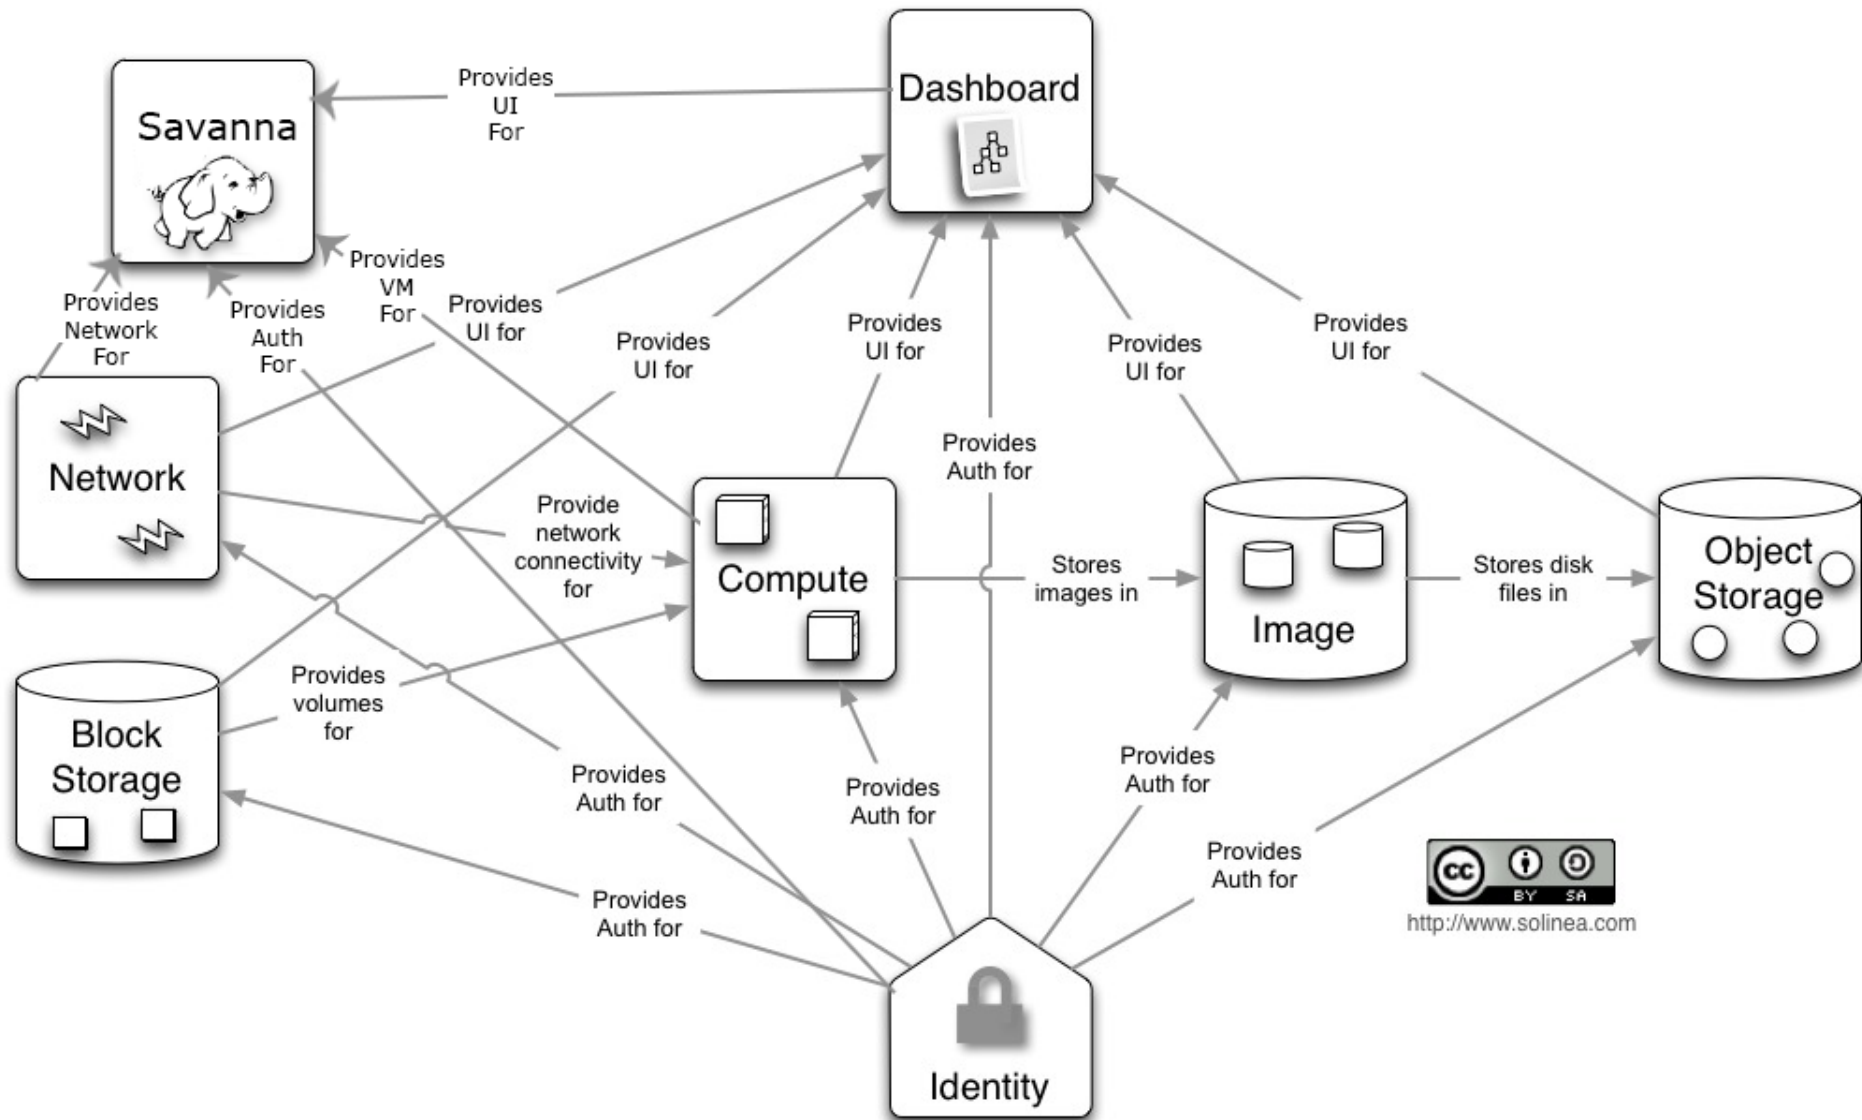 Dashboard
Provides
UI
For
Savanna
Provides
VM
For
Provides
Network
For
Provides
Auth
For
Provides
UI for
Provides
UI for
Provides
UI for
Provides
UI for
Provides
UI for
Provides
Auth for
Network
Provide
network
connectivity
for
Compute
Stores
images in
Image
Stores disk
files in
Object
Storage
Block
Storage
Provides
volumes
for
Provides
Auth for
Provides
Auth for
Provides
Auth for
Provides
Auth for
Provides
Auth for
Identity
cc
BY SA
http://www.solinea.com